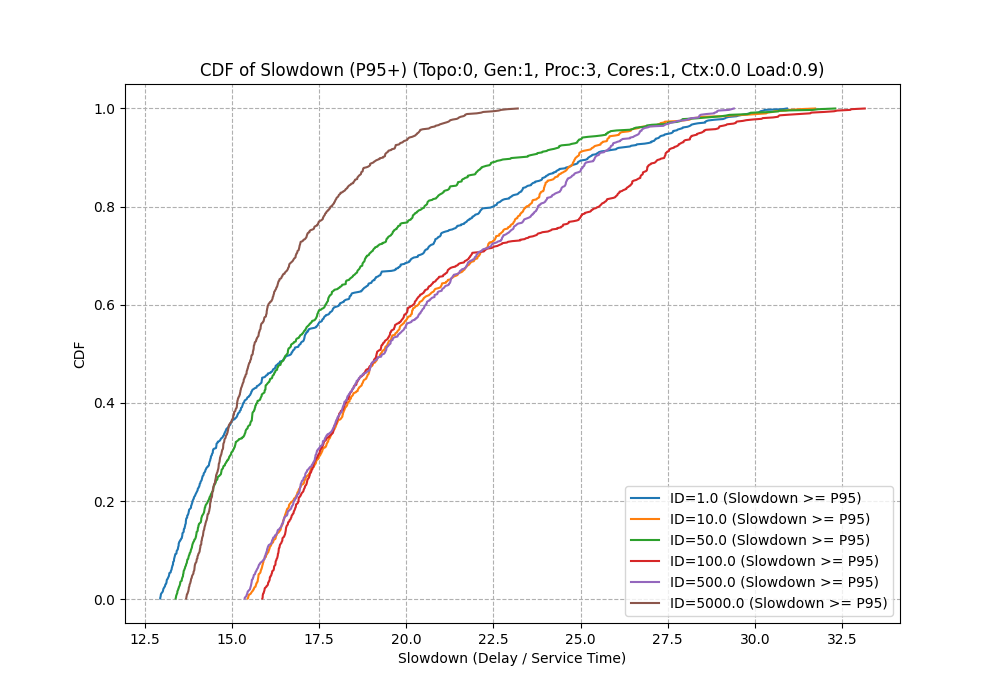 CDF of Slowdown (P95+) (Topo:0, Gen:1, Proc:3, Cores:1, Ctx:0.0 Load:0.9)
CDF
1.0
0.8
0.6
0.4
0.2
0.0
ID=1.0 (Slowdown >= P95)
ID=10.0 (Slowdown >= P95)
ID=50.0 (Slowdown >= P95)
ID=100.0 (Slowdown >= P95)
ID=500.0 (Slowdown >= P95)
ID=5000.0 (Slowdown >= P95)
12.5 15.0 17.5 20.0 22.5 25.0 27.5 30.0 32.5
Slowdown (Delay / Service Time)